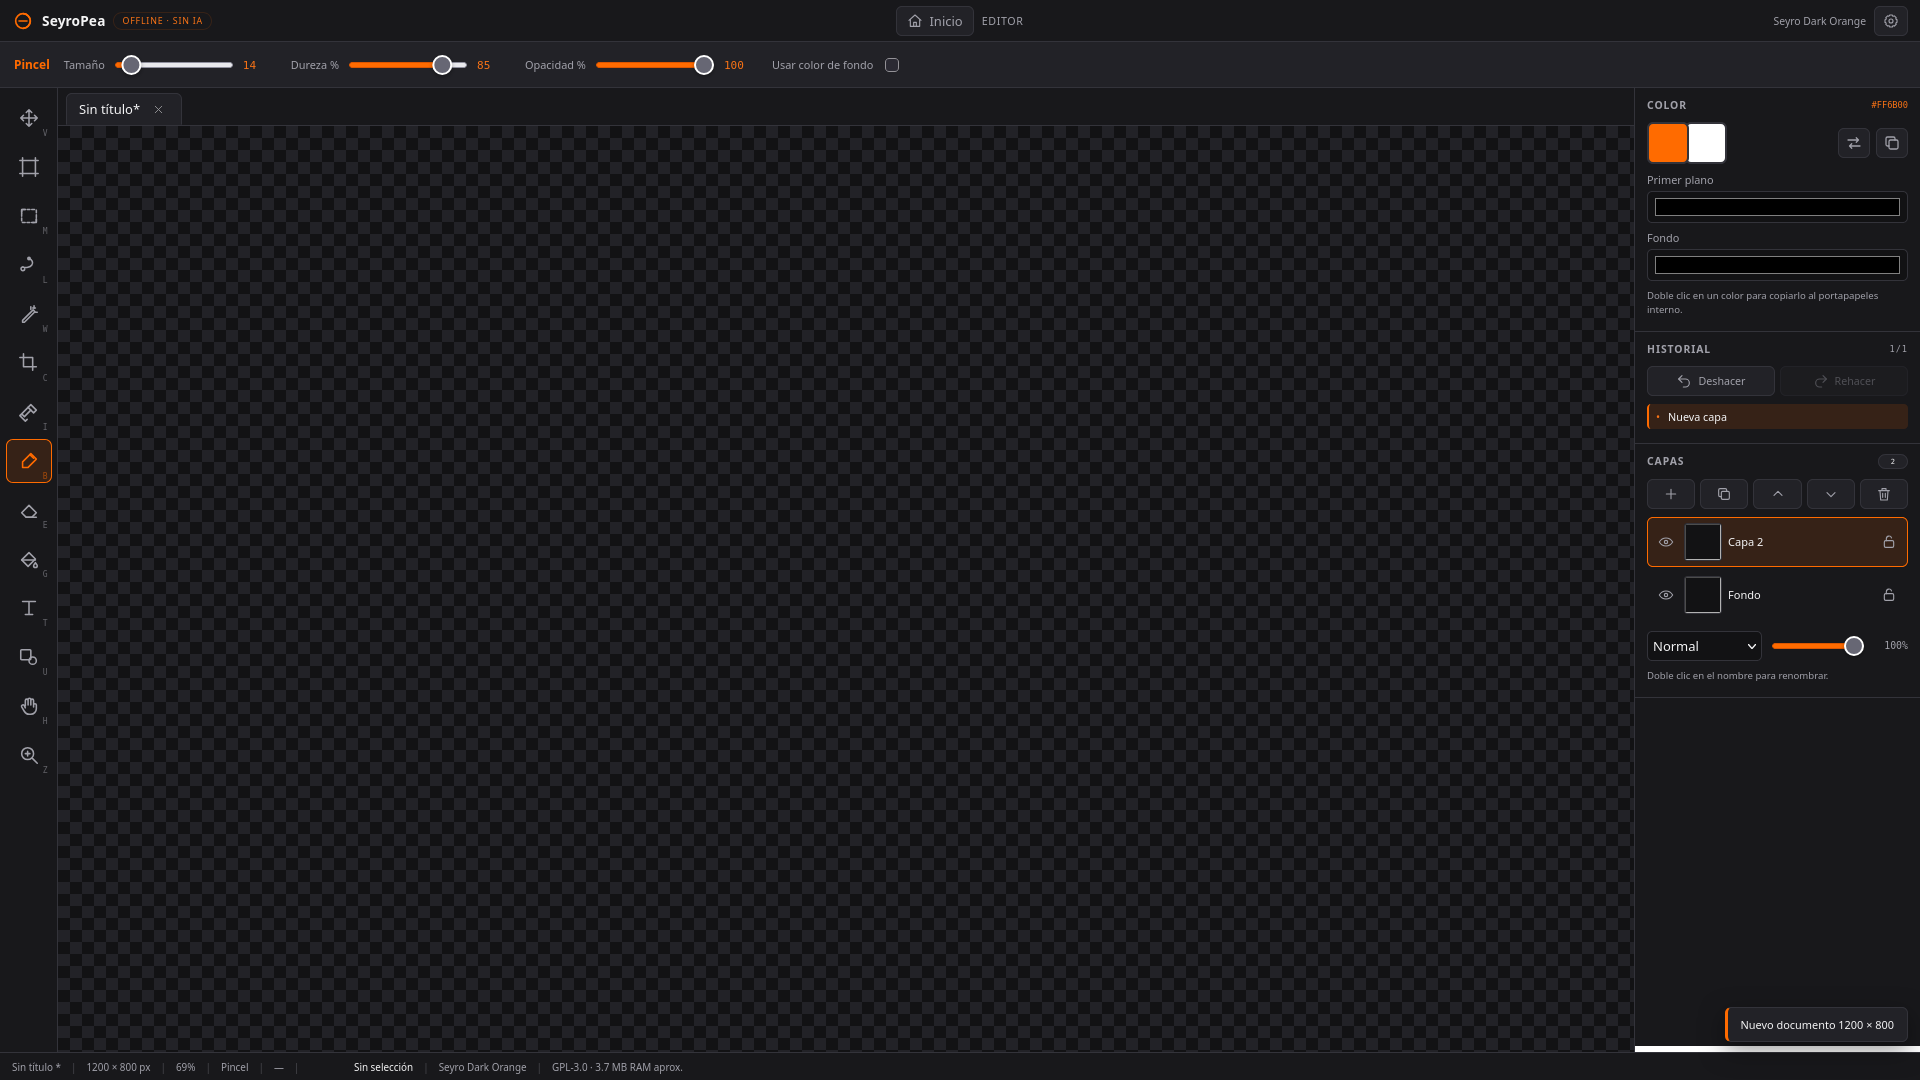 SeyroPea OFFLINE · SIN IA Inicio EDITOR Seyro Dark Orange
Pincel Tamaño 14 Dureza % 85 Opacidad % 100 Usar color de fondo
Sin título*
V
M
L
W
C
I
B
E
G
T
U
H
Z
COLOR #FF6B00
Primer plano
Fondo
Doble clic en un color para copiarlo al portapapeles
interno.
HISTORIAL 1/1
Deshacer Rehacer
• Nueva capa
CAPAS 2
Capa 2
Fondo
Normal 100%
Doble clic en el nombre para renombrar.
Nuevo documento 1200 × 800
Sin título * | 1200 × 800 px | 69% | Pincel | — | Sin selección | Seyro Dark Orange | GPL-3.0 · 3.7 MB RAM aprox.